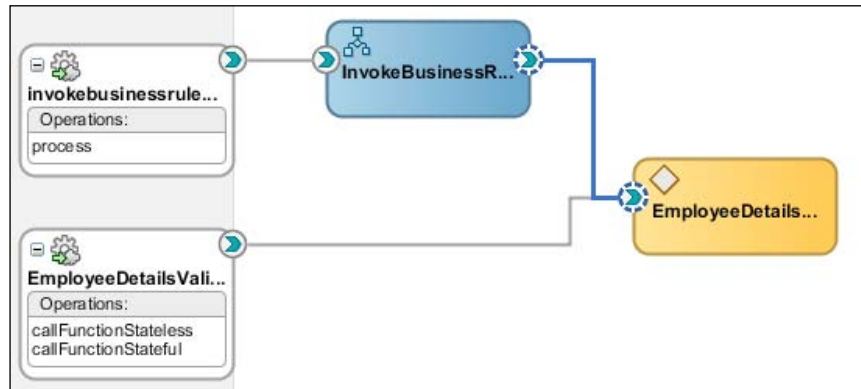 invokebusinessrule...
Operations:
process
InvokeBusinessR...
EmployeeDetails...
EmployeeDetailsVali...
Operations:
callFunctionStateless
callFunctionStateful